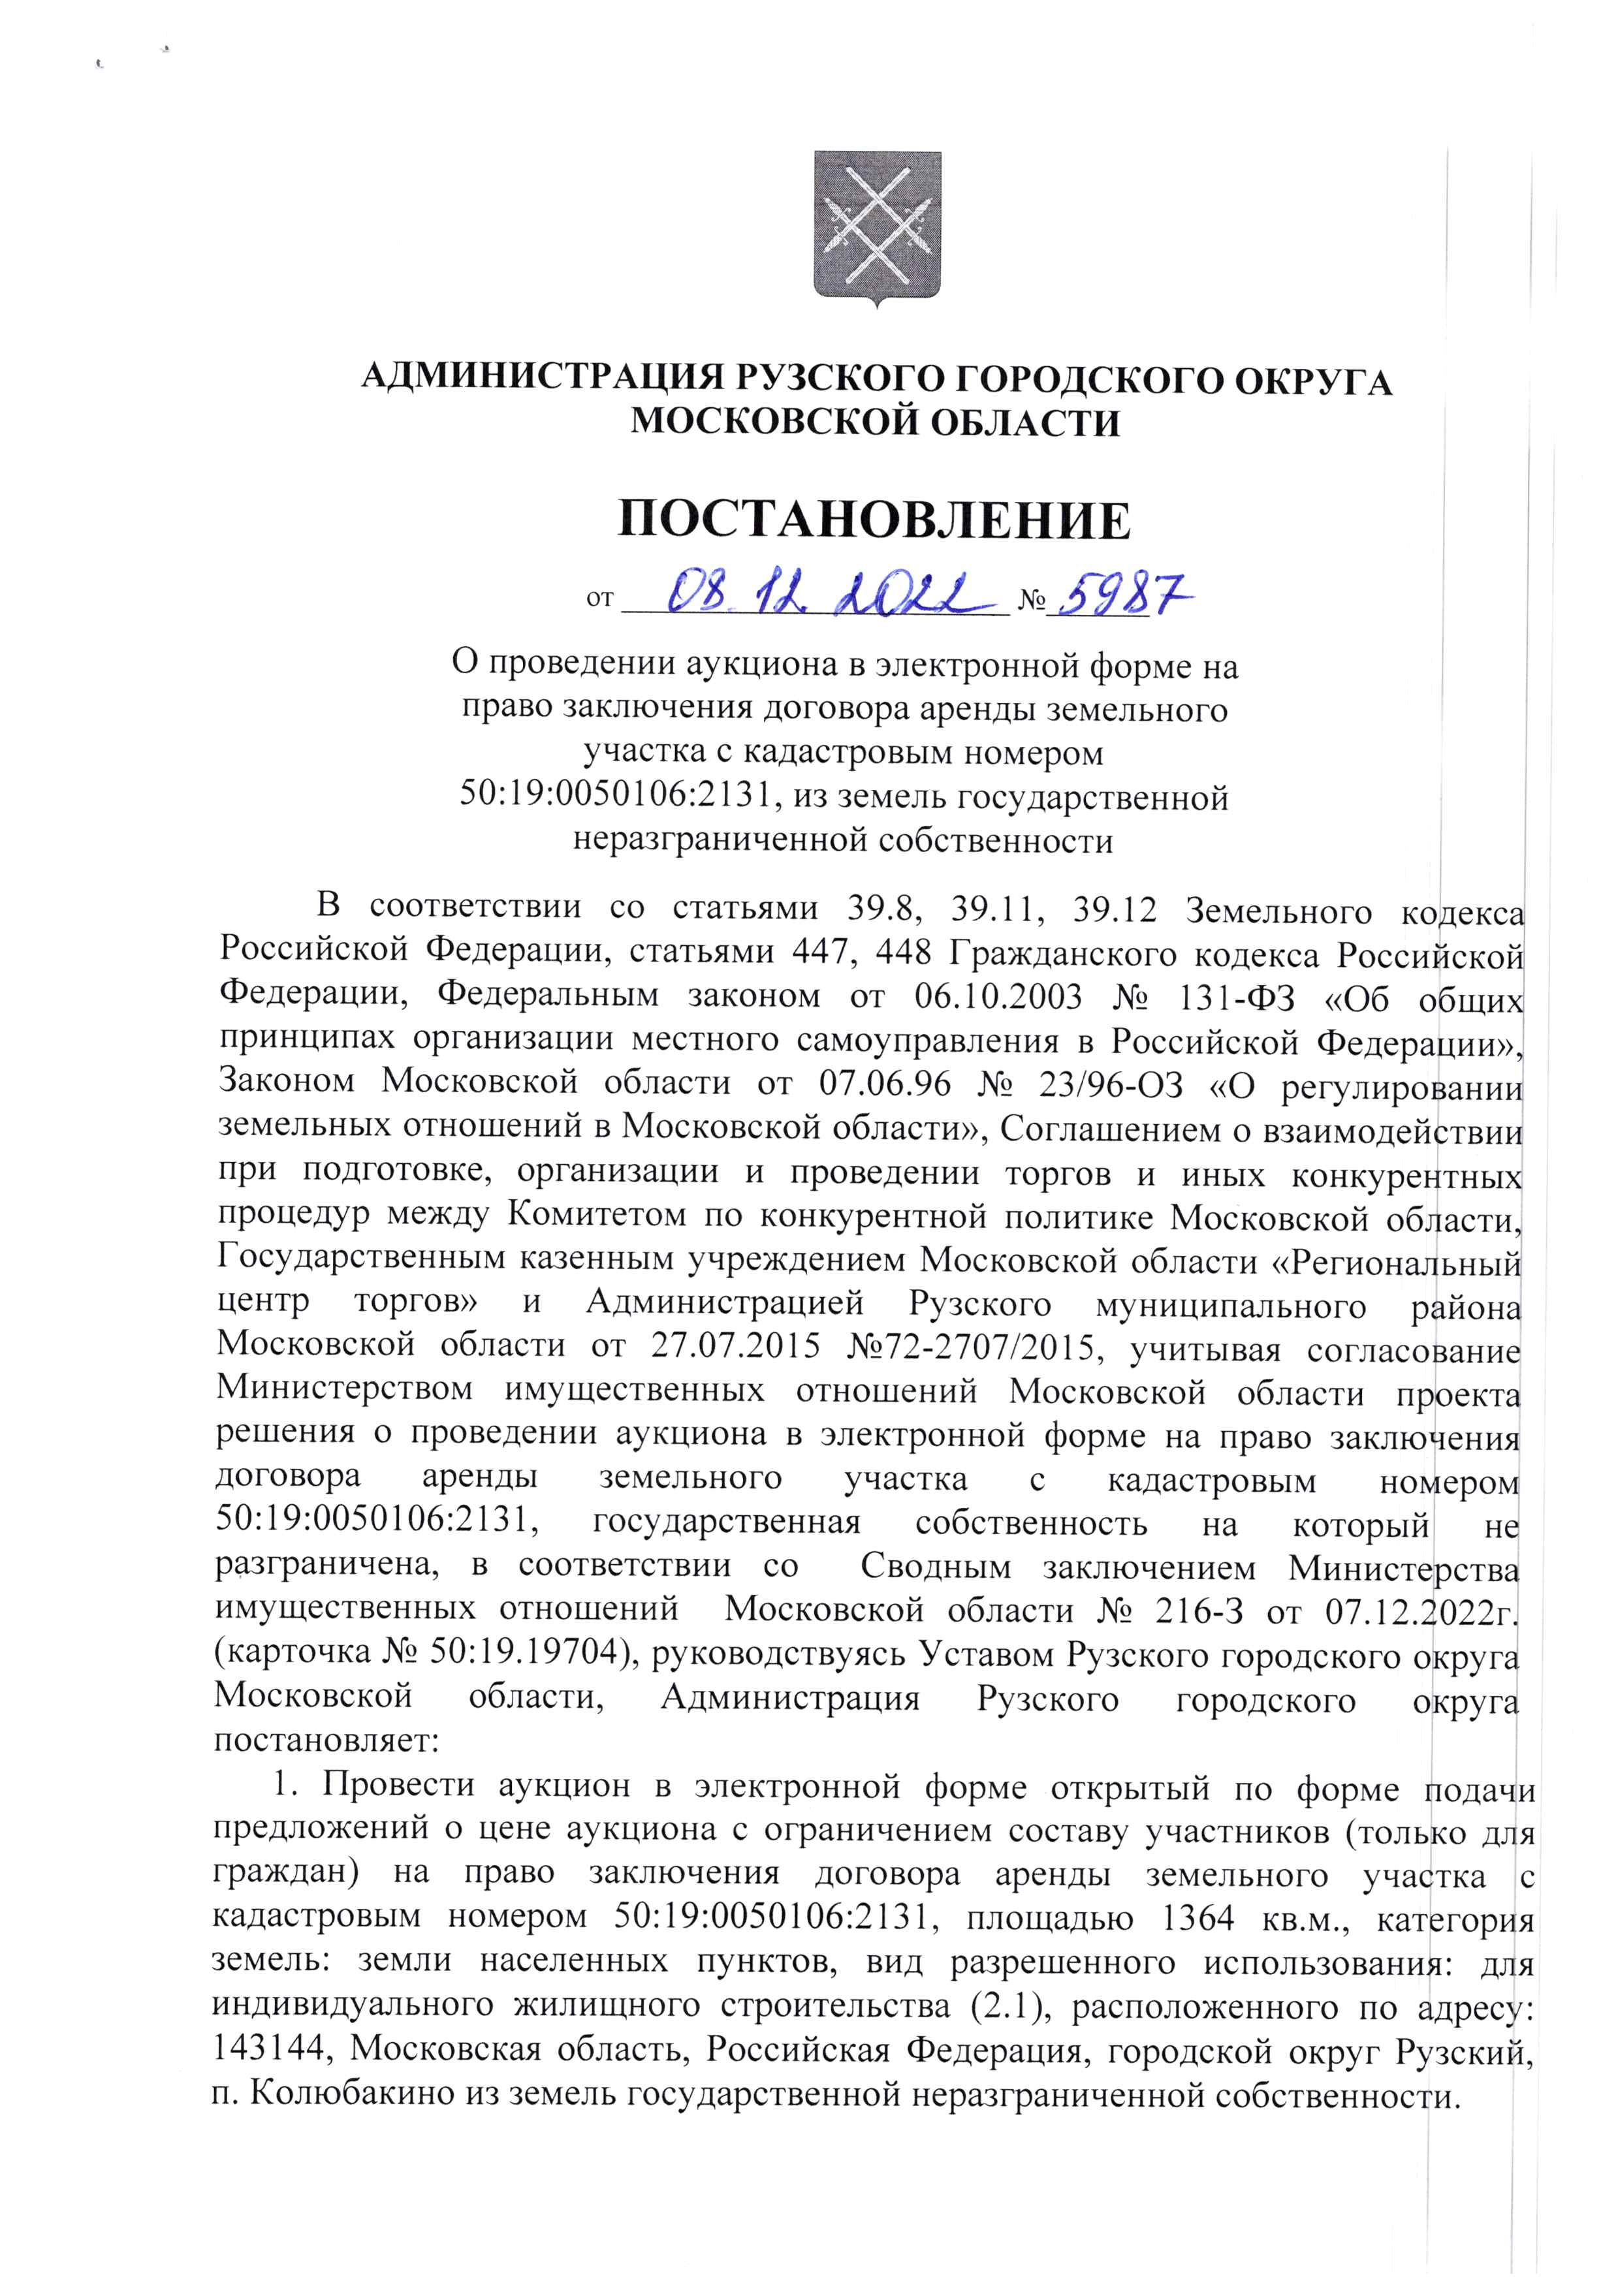 АДМИНИСТРАЦИЯ РУЗСКОГО ГОРОДСКОГО ОКРУГА
МОСКОВСКОЙ ОБЛАСТИ
ПОСТАНОВЛЕНИЕ
от 08.12.2022 № 5987
О проведении аукциона в электронной форме на
право заключения договора аренды земельного
участка с кадастровым номером
50:19:0050106:2131, из земель государственной
неразграниченной собственности
В соответствии со статьями 39.8, 39.11, 39.12 Земельного кодекса
Российской Федерации, статьями 447, 448 Гражданского кодекса Российской
Федерации, Федеральным законом от 06.10.2003 № 131-ФЗ «Об общих
принципах организации местного самоуправления в Российской Федерации»,
Законом Московской области от 07.06.96 № 23/96-ОЗ «О регулировании
земельных отношений в Московской области», Соглашением о взаимодействии
при подготовке, организации и проведении торгов и иных конкурентных
процедур между Комитетом по конкурентной политике Московской области,
Государственным казенным учреждением Московской области «Региональный
центр торгов» и Администрацией Рузского муниципального района
Московской области от 27.07.2015 №72-2707/2015, учитывая согласование
Министерством имущественных отношений Московской области проекта
решения о проведении аукциона в электронной форме на право заключения
договора аренды земельного участка с кадастровым номером
50:19:0050106:2131, государственная собственность на который не
разграничена, в соответствии со Сводным заключением Министерства
имущественных отношений Московской области № 216-З от 07.12.2022г.
(карточка № 50:19.19704), руководствуясь Уставом Рузского городского округа
Московской области, Администрация Рузского городского округа
постановляет:
1. Провести аукцион в электронной форме открытый по форме подачи
предложений о цене аукциона с ограничением составу участников (только для
граждан) на право заключения договора аренды земельного участка с
кадастровым номером 50:19:0050106:2131, площадью 1364 кв.м., категория
земель: земли населенных пунктов, вид разрешенного использования: для
индивидуального жилищного строительства (2.1), расположенного по адресу:
143144, Московская область, Российская Федерация, городской округ Рузский,
п. Колюбакино из земель государственной неразграниченной собственности.